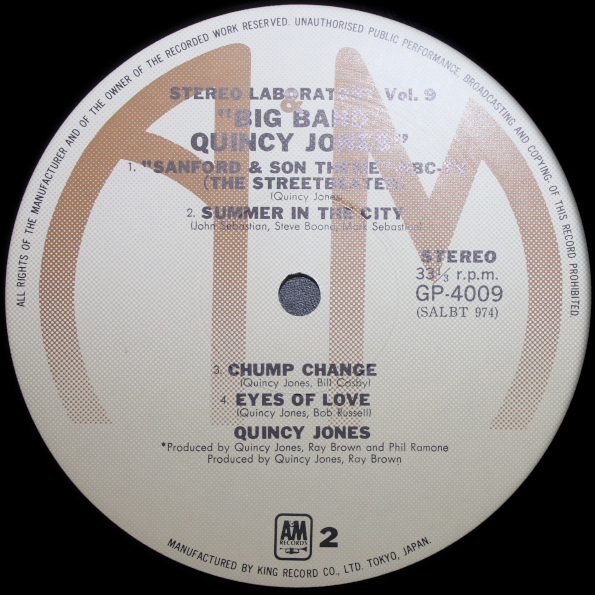 ALL RIGHTS OF THE MANUFACTURER AND OF THE OWNER OF THE RECORDED WORK RESERVED. UNAUTHORISED PUBLIC PERFORMANCE, BROADCASTING AND COPYING OF THIS RECORD PROHIBITED.
STEREO LABORATORY Vol. 9
"BIG BAND
&
QUINCY JONES"
1. "SANFORD & SON THEME NBC-TV
(THE STREETBEATER)
(Quincy Jones)
2. SUMMER IN THE CITY
(John Sebastian, Steve Boone, Mark Sebastian)
STEREO
33⅓ r.p.m.
GP-4009
(SALBT 974)
3. CHUMP CHANGE
(Quincy Jones, Bill Cosby)
4. EYES OF LOVE
(Quincy Jones, Bob Russell)
QUINCY JONES
*Produced by Quincy Jones, Ray Brown and Phil Ramone
Produced by Quincy Jones, Ray Brown
A&M
RECORDS
2
MANUFACTURED BY KING RECORD CO., LTD. TOKYO, JAPAN.